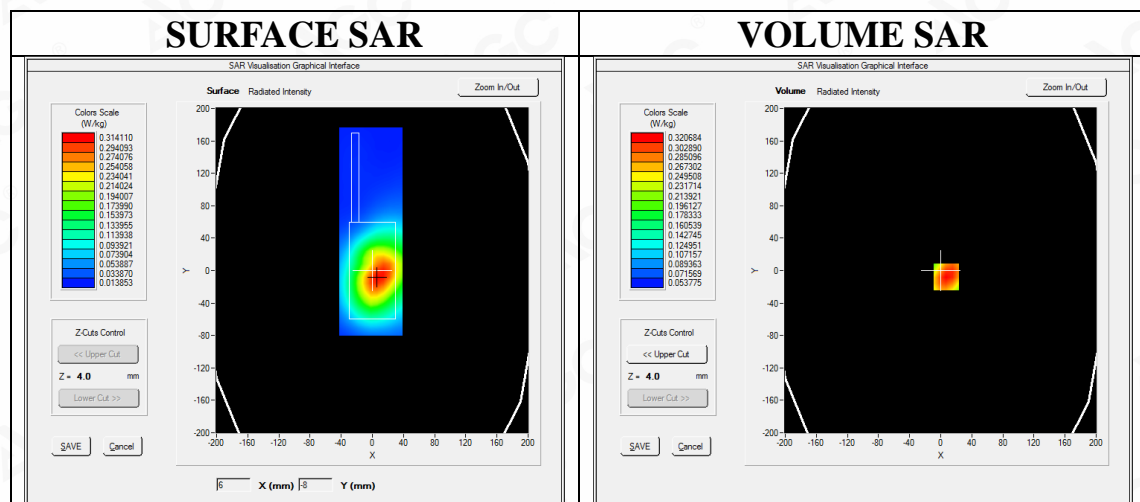 SURFACE SAR
SAR Visualisation Graphical Interface
Surface Radiated Intensity
Zoom In/Out
Colors Scale
(W/kg)
0.314110
0.294093
0.274076
0.254058
0.234041
0.214024
0.194007
0.173990
0.153973
0.133955
0.113938
0.093921
0.073904
0.053887
0.033870
0.013853
Z-Cuts Control
<< Upper Cut
Z = 4.0 mm
Lower Cut >>
SAVE Cancel
200
160
120
80
40
0
-40
-80
-120
-160
-200
Y
-200 -160 -120 -80 -40 0 40 80 120 160 200
X
6 X (mm) -8 Y (mm)
VOLUME SAR
SAR Visualisation Graphical Interface
Volume Radiated Intensity
Zoom In/Out
Colors Scale
(W/kg)
0.320684
0.302890
0.285096
0.267302
0.249508
0.231714
0.213921
0.196127
0.178333
0.160539
0.142745
0.124951
0.107157
0.089363
0.071569
0.053775
Z-Cuts Control
<< Upper Cut
Z = 4.0 mm
Lower Cut >>
SAVE Cancel
200
160
120
80
40
0
-40
-80
-120
-160
-200
Y
-200 -160 -120 -80 -40 0 40 80 120 160 200
X